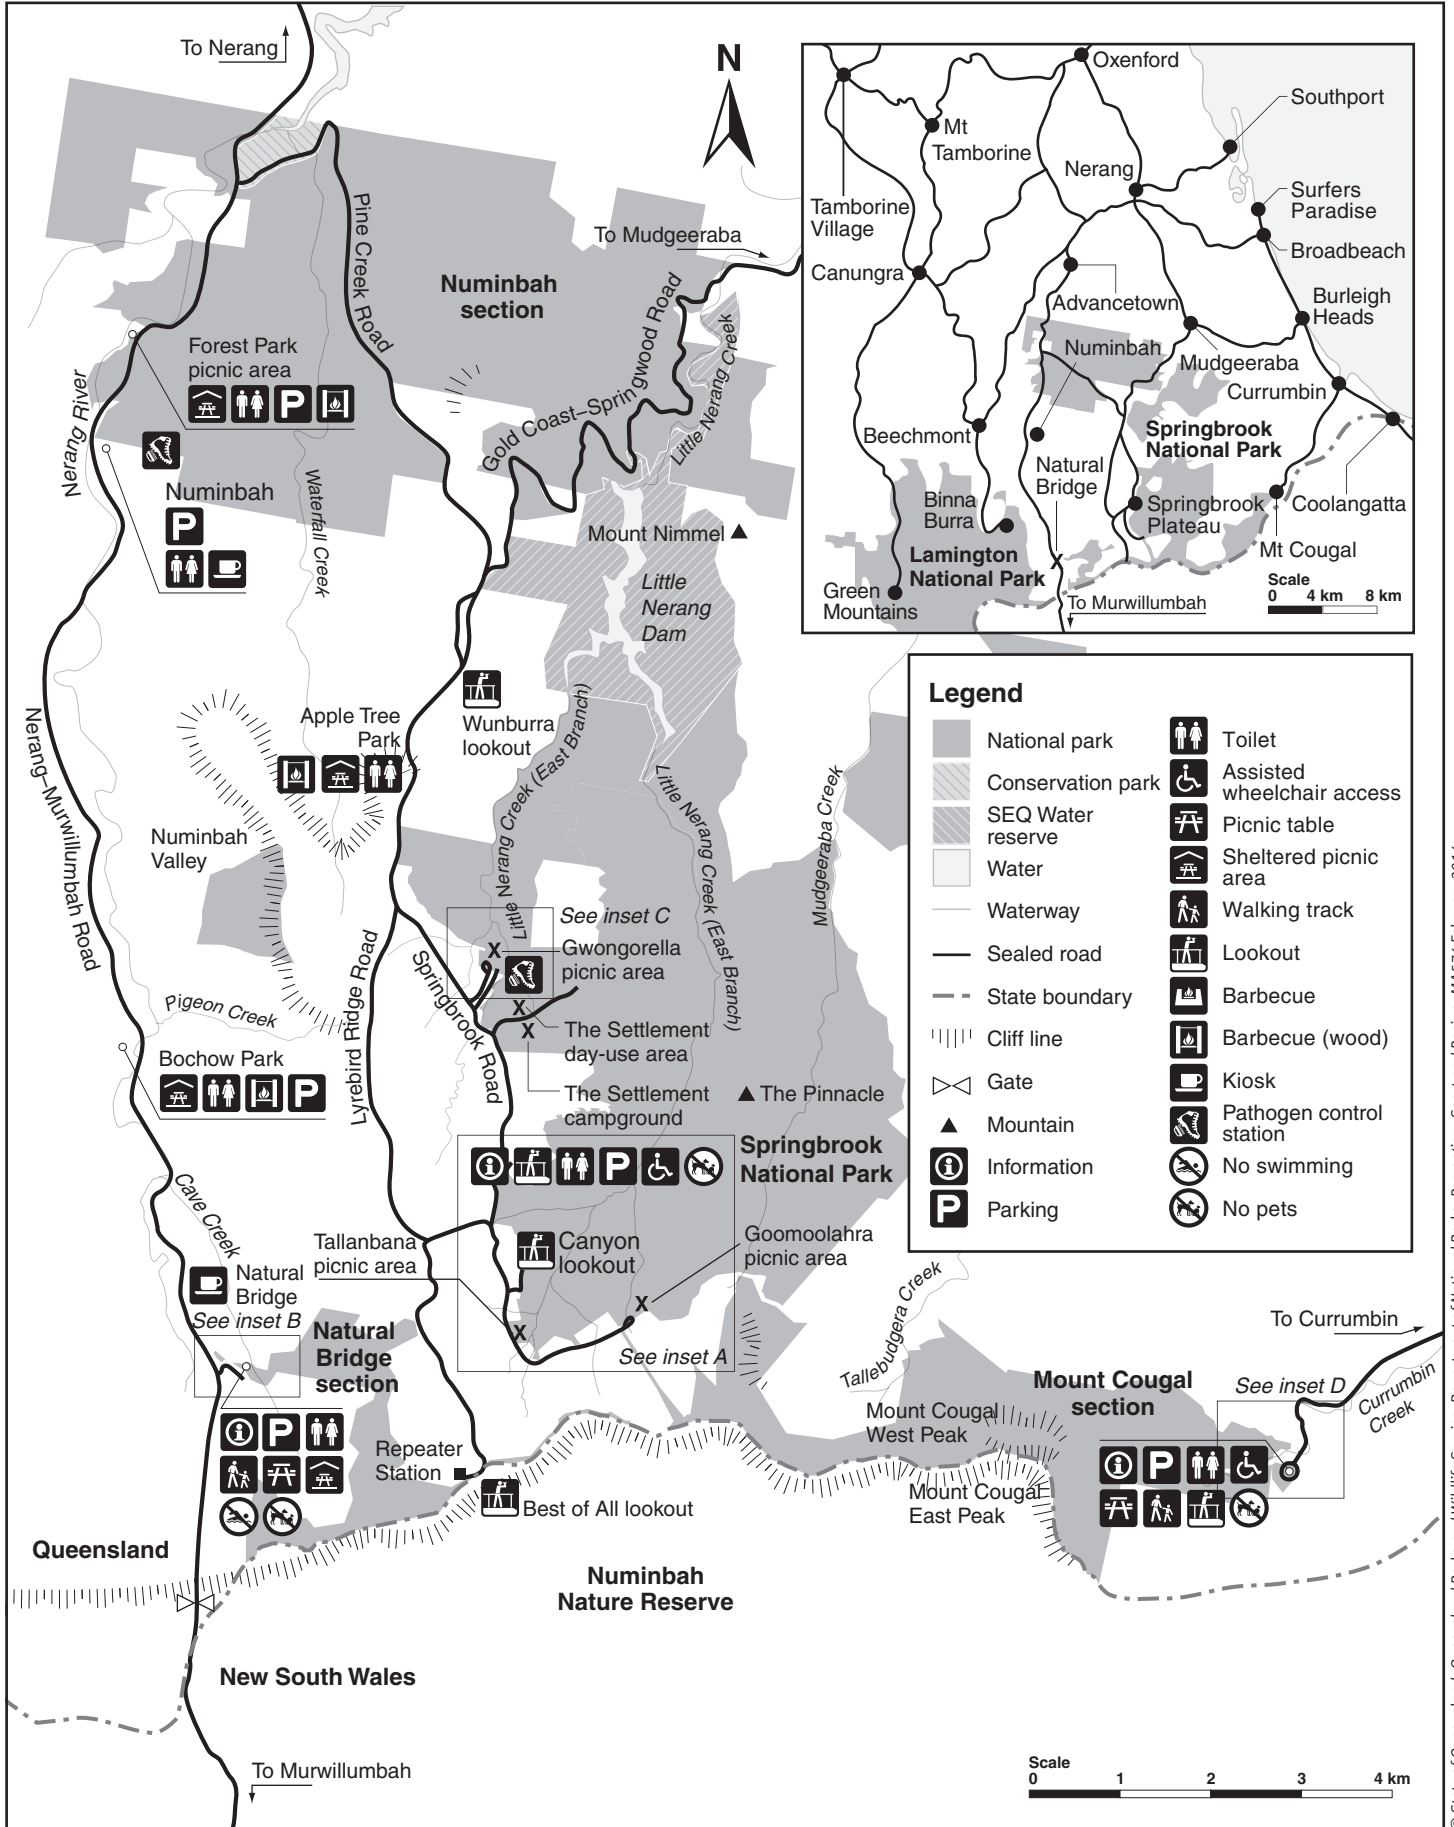 To Nerang
N
Pine Creek Road
Numinbah
section
To Mudgeeraba
Gold Coast–Springwood Road
Little Nerang Creek
Little Nerang Creek
Forest Park
picnic area
P
Nerang River
Numinbah
P
Waterfall Creek
Mount Nimmel
Little
Nerang
Dam
Wunburra
lookout
Apple Tree
Park
Little Nerang Creek (East Branch)
Little Nerang Creek (East Branch)
Mudgeeraba Creek
Nerang–Murwillumbah Road
Numinbah
Valley
See inset C
Gwongorella
picnic area
X
X
X
Springbrook Road
Lyrebird Ridge Road
Pigeon Creek
The Settlement
day-use area
Bochow Park
P
The Settlement
campground
The Pinnacle
Springbrook
National Park
P
Cave Creek
Tallanbana
picnic area
Canyon
lookout
Goomoolahra
picnic area
X
X
See inset A
Natural
Bridge
See inset B
Natural
Bridge
section
P
Repeater
Station
Best of All lookout
Tallebudgera Creek
Mount Cougal
West Peak
Mount Cougal
East Peak
Mount Cougal
section
See inset D
To Currumbin
Currumbin
Creek
P
Queensland
Numinbah
Nature Reserve
New South Wales
To Murwillumbah
Scale
0 1 2 3 4 km
Oxenford
Southport
Mt
Tamborine
Nerang
Surfers
Paradise
Tamborine
Village
Broadbeach
Canungra
Advancetown
Burleigh
Heads
Numinbah
Mudgeeraba
Currumbin
Beechmont
Springbrook
National Park
Natural
Bridge
Binna
Burra
Springbrook
Plateau
Coolangatta
Lamington
National Park
X
Mt Cougal
Green
Mountains
To Murwillumbah
Scale
0 4 km 8 km
Legend
National park
Conservation park
SEQ Water
reserve
Water
Waterway
Sealed road
State boundary
Cliff line
Gate
Mountain
Information
P Parking
Toilet
Assisted
wheelchair access
Picnic table
Sheltered picnic
area
Walking track
Lookout
Barbecue
Barbecue (wood)
Kiosk
Pathogen control
station
No swimming
No pets